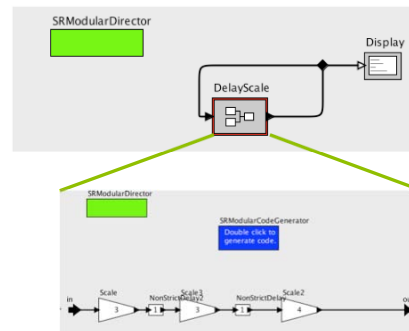 SRModularDirector
Display
DelayScale
SRModularDirector
SRModularCodeGenerator
Double click to
generate code.
in
Scale
3
NonStrictDelay2
1
Scale3
3
NonStrictDelay
1
Scale2
4